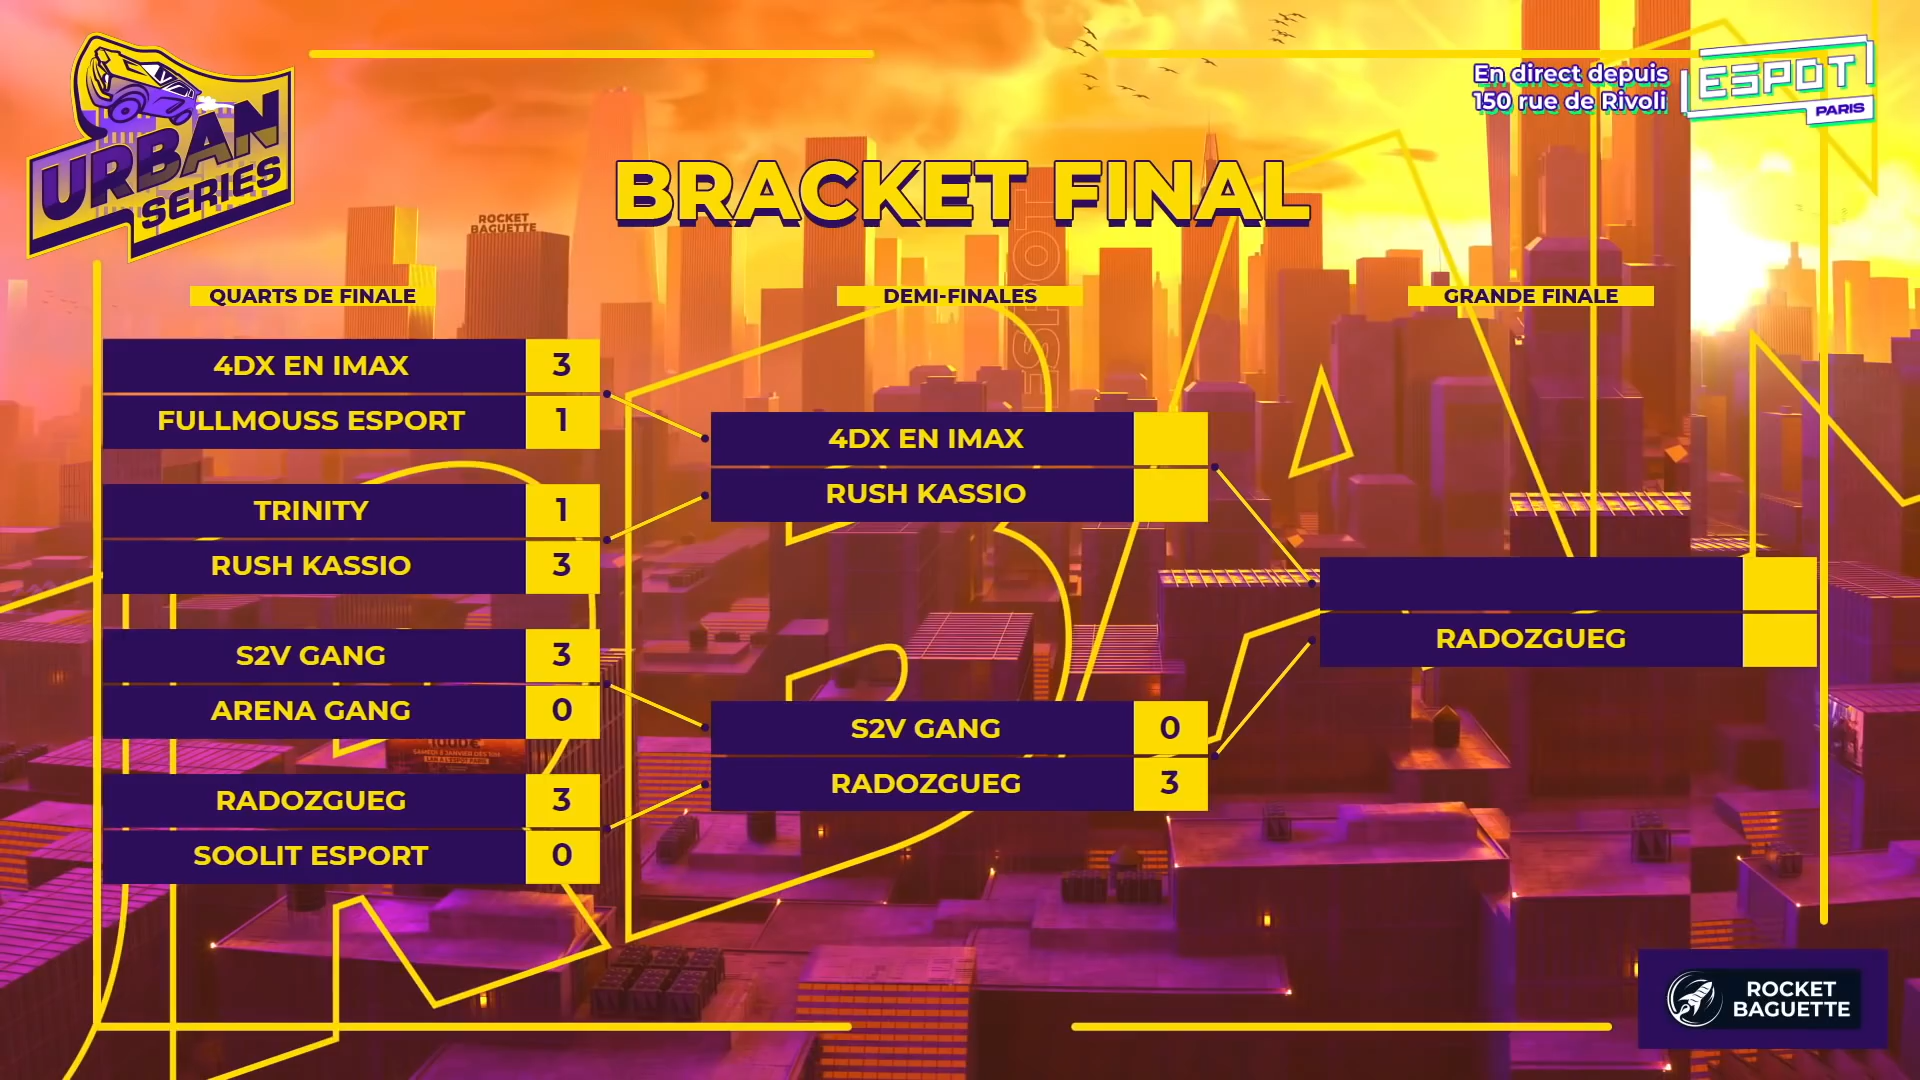 URBAN
SERIES
En direct depuis
150 rue de Rivoli
ESPOT
PARIS
BRACKET FINAL
ROCKET
BAGUETTE
ESPOT
QUARTS DE FINALE
DEMI-FINALES
GRANDE FINALE
4DX EN IMAX 3
FULLMOUSS ESPORT 1
TRINITY 1
RUSH KASSIO 3
S2V GANG 3
ARENA GANG 0
RADOZGUEG 3
SOOLIT ESPORT 0
4DX EN IMAX
RUSH KASSIO
S2V GANG 0
RADOZGUEG 3
RADOZGUEG
ROCKET
BAGUETTE